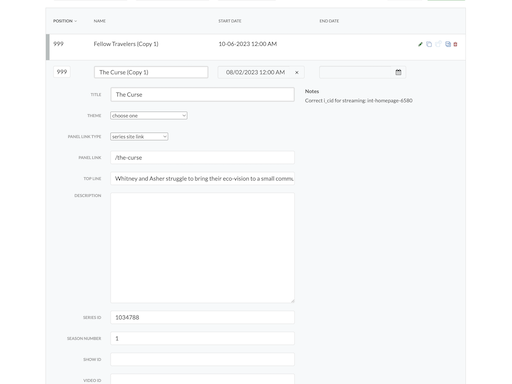 POSITION NAME START DATE END DATE
999 Fellow Travelers (Copy 1) 10-06-2023 12:00 AM
999 The Curse (Copy 1) 08/02/2023 12:00 AM ×
TITLE The Curse
Notes
Correct i_cid for streaming: int-homepage-6580
THEME choose one
PANEL LINK TYPE series site link
PANEL LINK /the-curse
TOP LINE Whitney and Asher struggle to bring their eco-vision to a small commu
DESCRIPTION
SERIES ID 1034788
SEASON NUMBER 1
SHOW ID
VIDEO ID